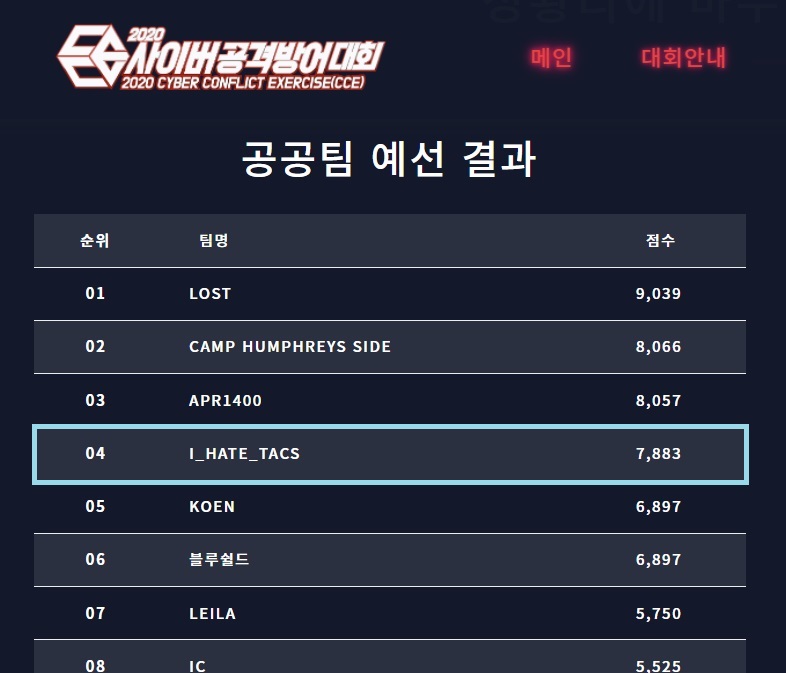 2020
사이버공격방어대회
2020 CYBER CONFLICT EXERCISE(CCE)
메인 대회안내
공공팀 예선 결과
순위 팀명 점수
01 LOST 9,039
02 CAMP HUMPHREYS SIDE 8,066
03 APR1400 8,057
04 I_HATE_TACS 7,883
05 KOEN 6,897
06 블루쉴드 6,897
07 LEILA 5,750
08 IC 5,525